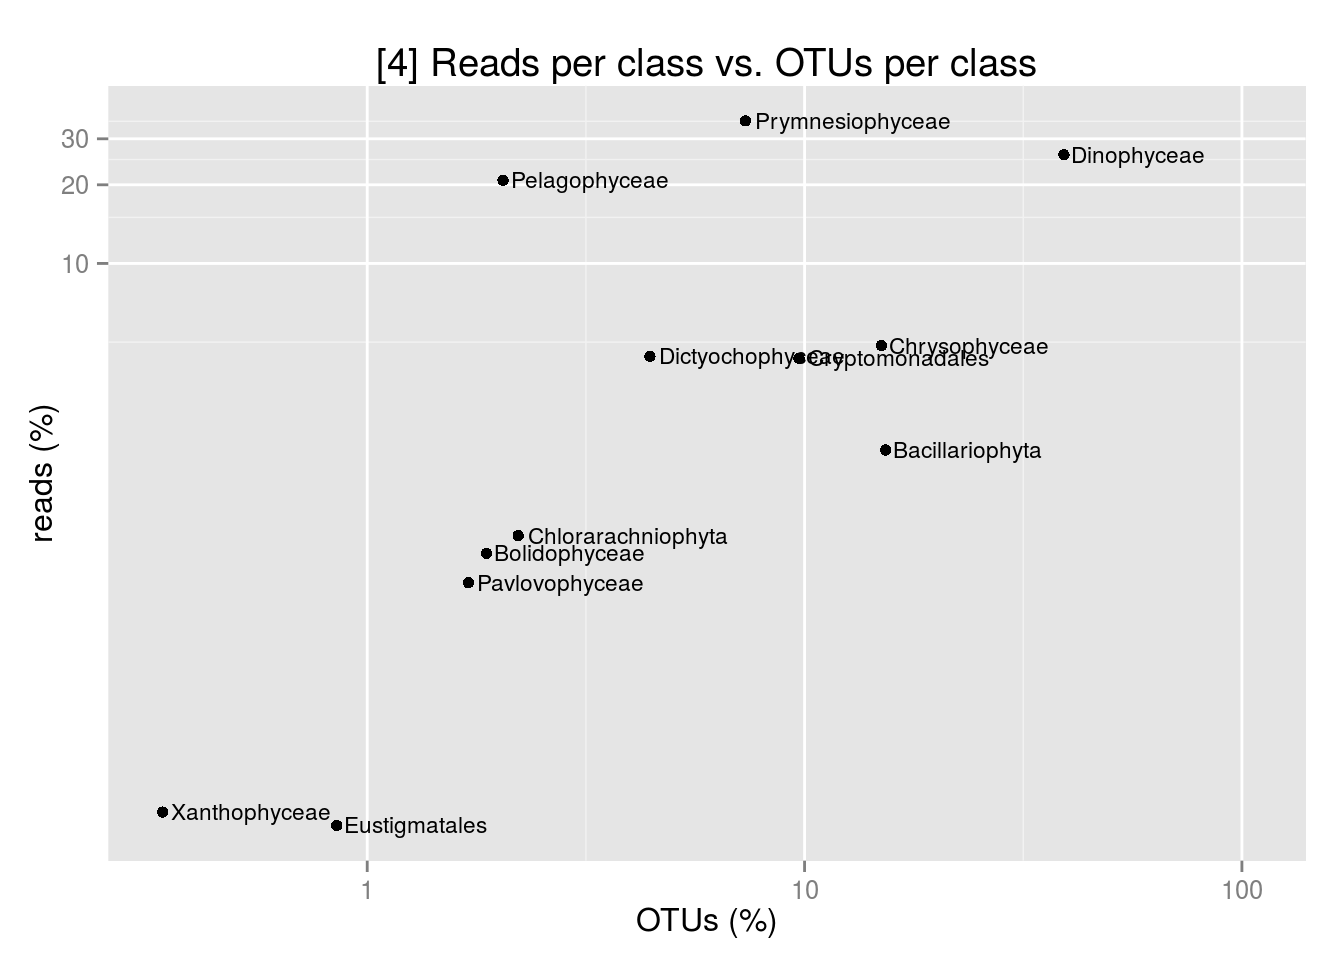 [4] Reads per class vs. OTUs per class
Prymnesiophyceae
30
Dinophyceae
Pelagophyceae
20
10
Chrysophyceae
Dictyochophyceae
Cryptomonadales
Bacillariophyta
reads (%)
Chlorarachniophyta
Bolidophyceae
Pavlovophyceae
Xanthophyceae
Eustigmatales
1
10
100
OTUs (%)